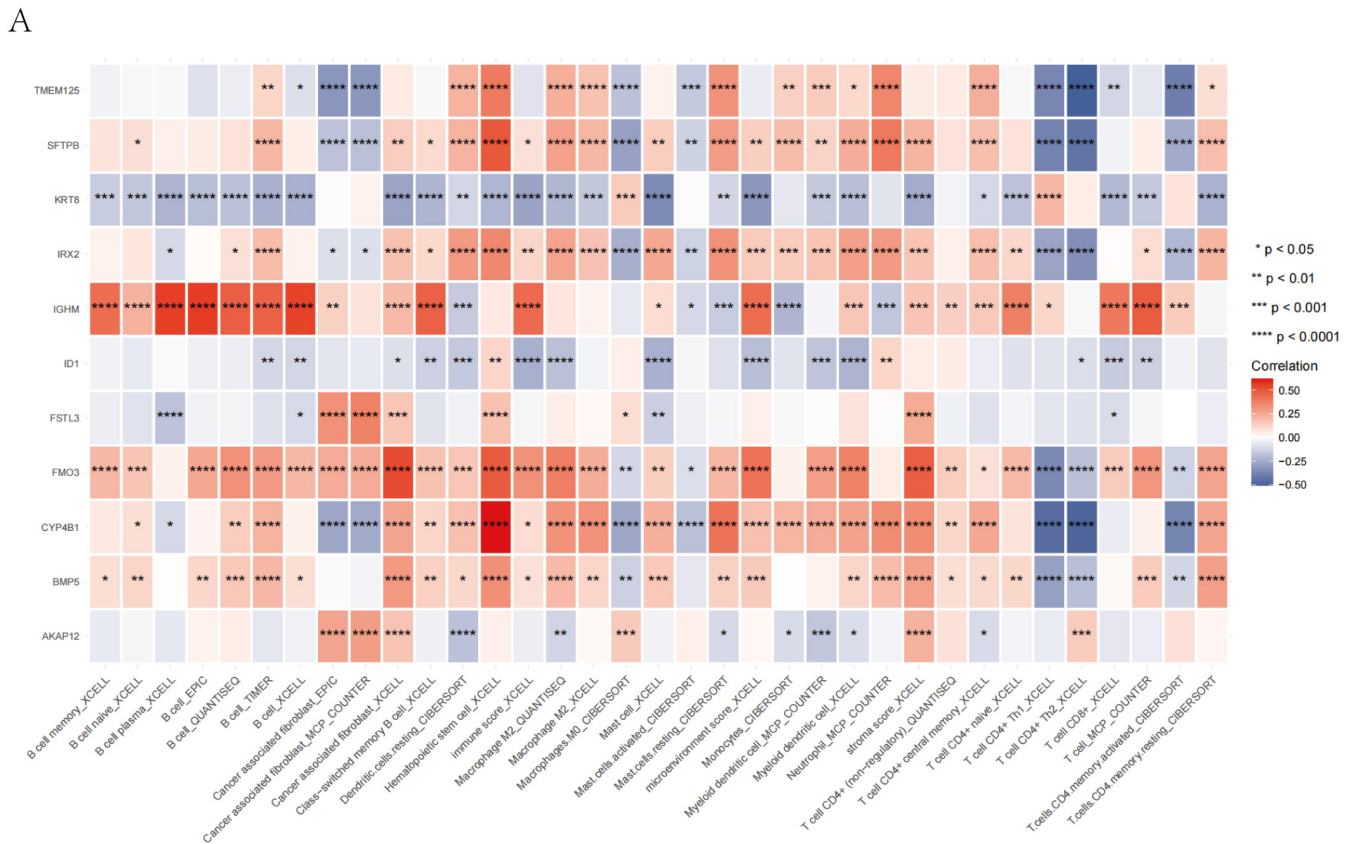 A
TMEM125 ** * **** **** **** **** **** **** **** *** **** ** *** * **** **** **** **** ** **** *
SFTPB * **** **** **** ** * **** **** * **** **** **** ** ** **** ** **** ** **** **** **** **** **** **** **** ****
KRT8 *** *** **** **** **** **** **** **** **** ** **** **** **** *** *** **** ** **** *** **** **** * **** **** **** *** ****
IRX2 * * **** * * **** * **** **** ** **** **** **** **** ** **** *** *** **** **** *** *** ** **** **** * **** ****
IGHM **** **** **** **** **** **** **** ** **** **** *** **** * * *** **** **** *** *** *** ** *** **** * **** **** ***
ID1 ** ** * ** *** ** **** **** **** **** *** **** ** * *** **
FSTL3 **** * **** **** *** **** * ** **** *
FMO3 **** *** **** **** **** **** **** **** **** **** *** **** **** **** **** ** ** * **** **** **** **** **** ** * **** **** **** *** **** ** ****
CYP4B1 * * ** **** **** **** **** ** **** **** * **** **** **** **** **** **** **** **** **** **** **** **** ** **** **** **** **** ****
BMP5 * ** ** *** **** * **** ** * **** * **** ** ** *** ** *** ** **** **** * * ** **** **** *** ** ****
AKAP12 **** **** **** **** ** *** * * *** * **** * ***
B cell memory_XCELL
B cell naive_XCELL
B cell plasma_XCELL
B cell_EPIC
B cell_QUANTISEQ
B cell_TIMER
B cell_XCELL
Cancer associated fibroblast_EPIC
Cancer associated fibroblast_MCP_COUNTER
Cancer associated fibroblast_XCELL
Class-switched memory B cell_XCELL
Dendritic.cells.resting_CIBERSORT
Hematopoietic stem cell_XCELL
immune score_XCELL
Macrophage M2_QUANTISEQ
Macrophage M2_XCELL
Macrophages.M0_CIBERSORT
Mast cell_XCELL
Mast.cells.activated_CIBERSORT
Mast.cells.resting_CIBERSORT
microenvironment score_XCELL
Monocytes_CIBERSORT
Myeloid dendritic cell_MCP_COUNTER
Myeloid dendritic cell_XCELL
Neutrophil_MCP_COUNTER
stroma score_XCELL
T cell CD4+ (non-regulatory)_QUANTISEQ
T cell CD4+ central memory_XCELL
T cell CD4+ naive_XCELL
T cell CD4+ Th1_XCELL
T cell CD4+ Th2_XCELL
T cell CD8+_XCELL
T cell_MCP_COUNTER
T.cells.CD4.memory.activated_CIBERSORT
T.cells.CD4.memory.resting_CIBERSORT
* p < 0.05
** p < 0.01
*** p < 0.001
**** p < 0.0001
Correlation
0.50
0.25
0.00
−0.25
−0.50